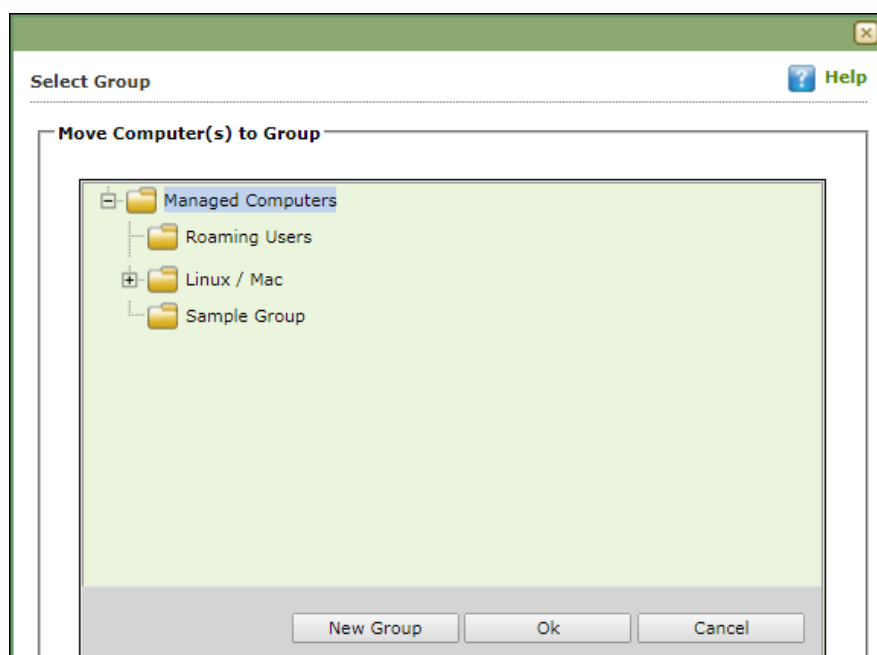 Select Group
Help
Move Computer(s) to Group
Managed Computers
Roaming Users
Linux / Mac
Sample Group
New Group Ok Cancel